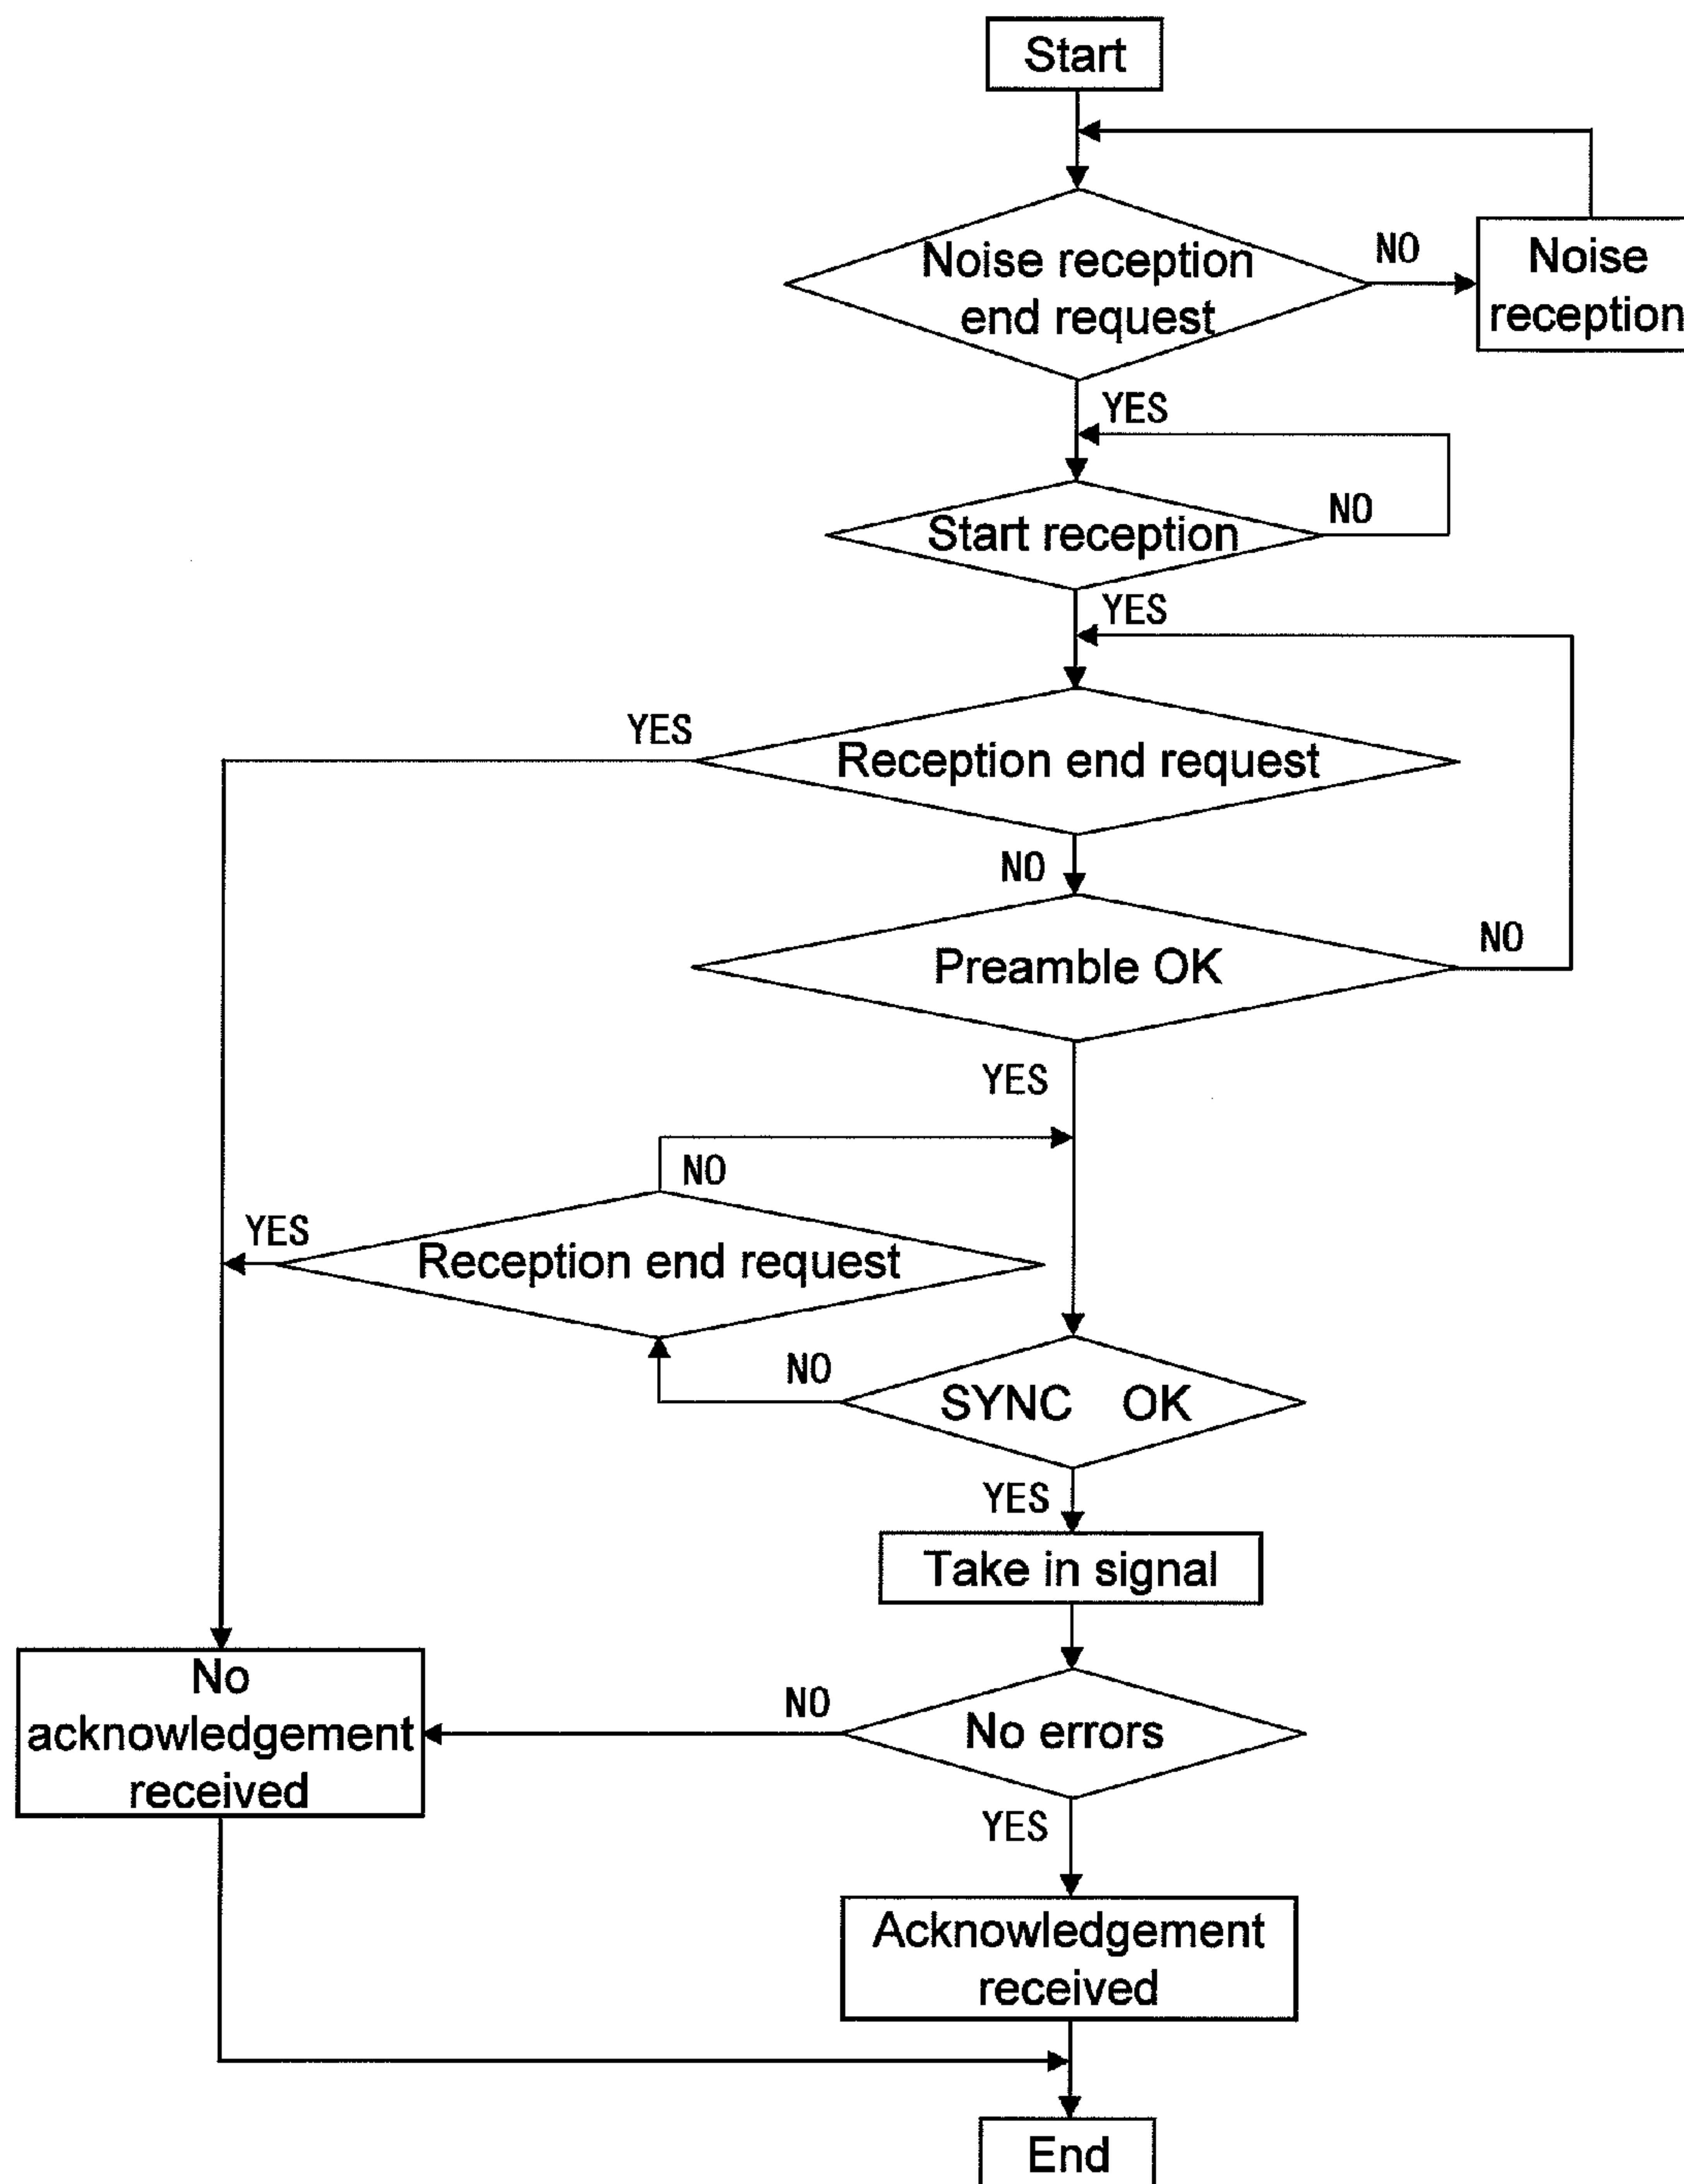 Start
Noise reception
end request
NO
Noise
reception
YES
Start reception
NO
YES
YES
Reception end request
NO
Preamble OK
NO
YES
NO
YES
Reception end request
NO
SYNC OK
YES
Take in signal
No
acknowledgement
received
NO
No errors
YES
Acknowledgement
received
End